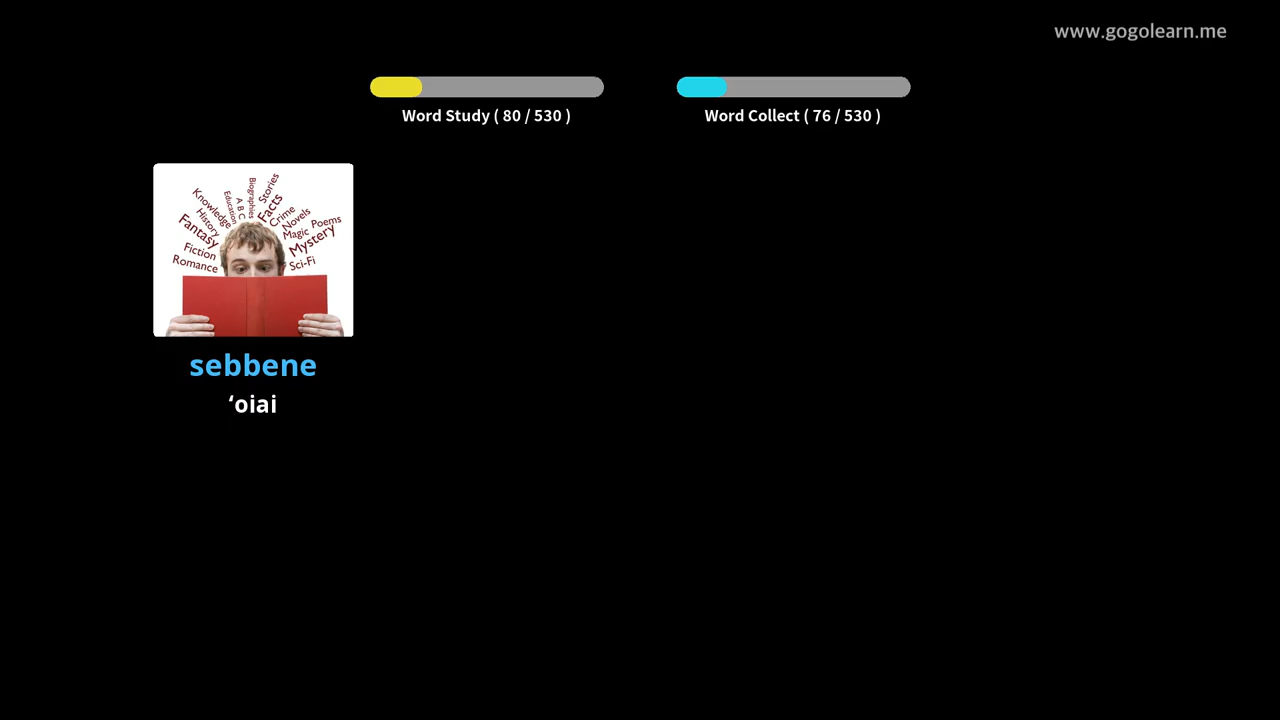 www.gogolearn.me
Word Study ( 80 / 530 )
Word Collect ( 76 / 530 )
Biographies
Stories
Knowledge
Education
A B C
Facts
Crime
History
Novels
Fantasy
Magic
Poems
Mystery
Fiction
Romance
Sci-Fi
sebbene
ʻoiai